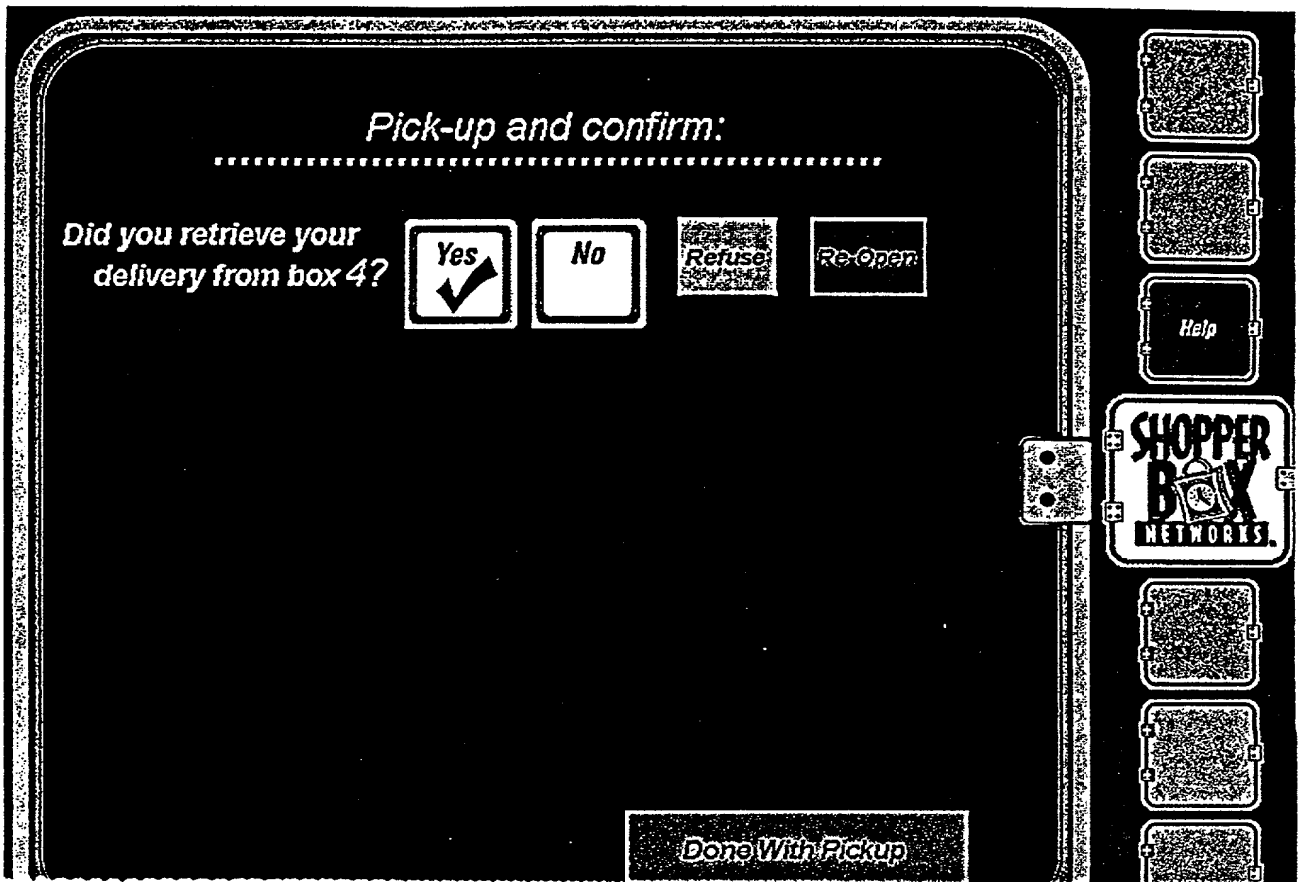 Pick-up and confirm:
Did you retrieve your
delivery from box 4?
Yes
No
Refuse
Re-Open
Help
SHOPPER
BOX
NETWORKS.
Done With Pickup